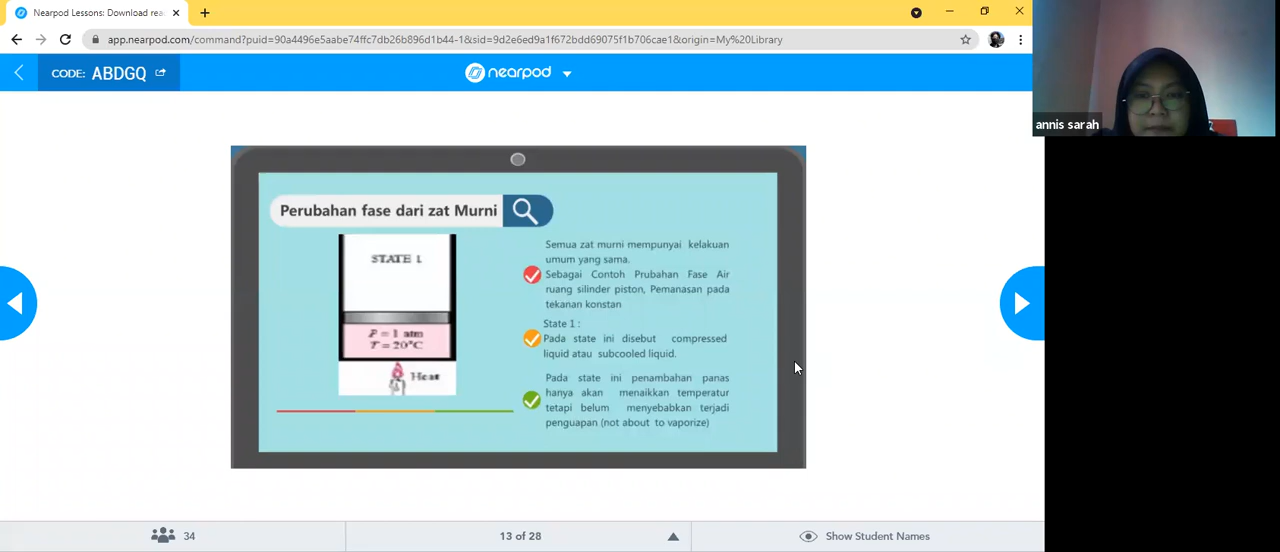 Nearpod Lessons: Download rea
app.nearpod.com/command?puid=90a4496e5aabe74ffc7db26b896d1b44-1&sid=9d2e6ed9a1f672bdd69075f1b706cae1&origin=My%20Library
CODE: ABDGQ
nearpod
annis sarah
Perubahan fase dari zat Murni
STATE 1
P = 1 atm
T = 20°C
Heat
Semua zat murni mempunyai kelakuan
umum yang sama.
Sebagai Contoh Prubahan Fase Air
ruang silinder piston, Pemanasan pada
tekanan konstan
State 1 :
Pada state ini disebut compressed
liquid atau subcooled liquid.
Pada state ini penambahan panas
hanya akan menaikkan temperatur
tetapi belum menyebabkan terjadi
penguapan (not about to vaporize)
34
13 of 28
Show Student Names